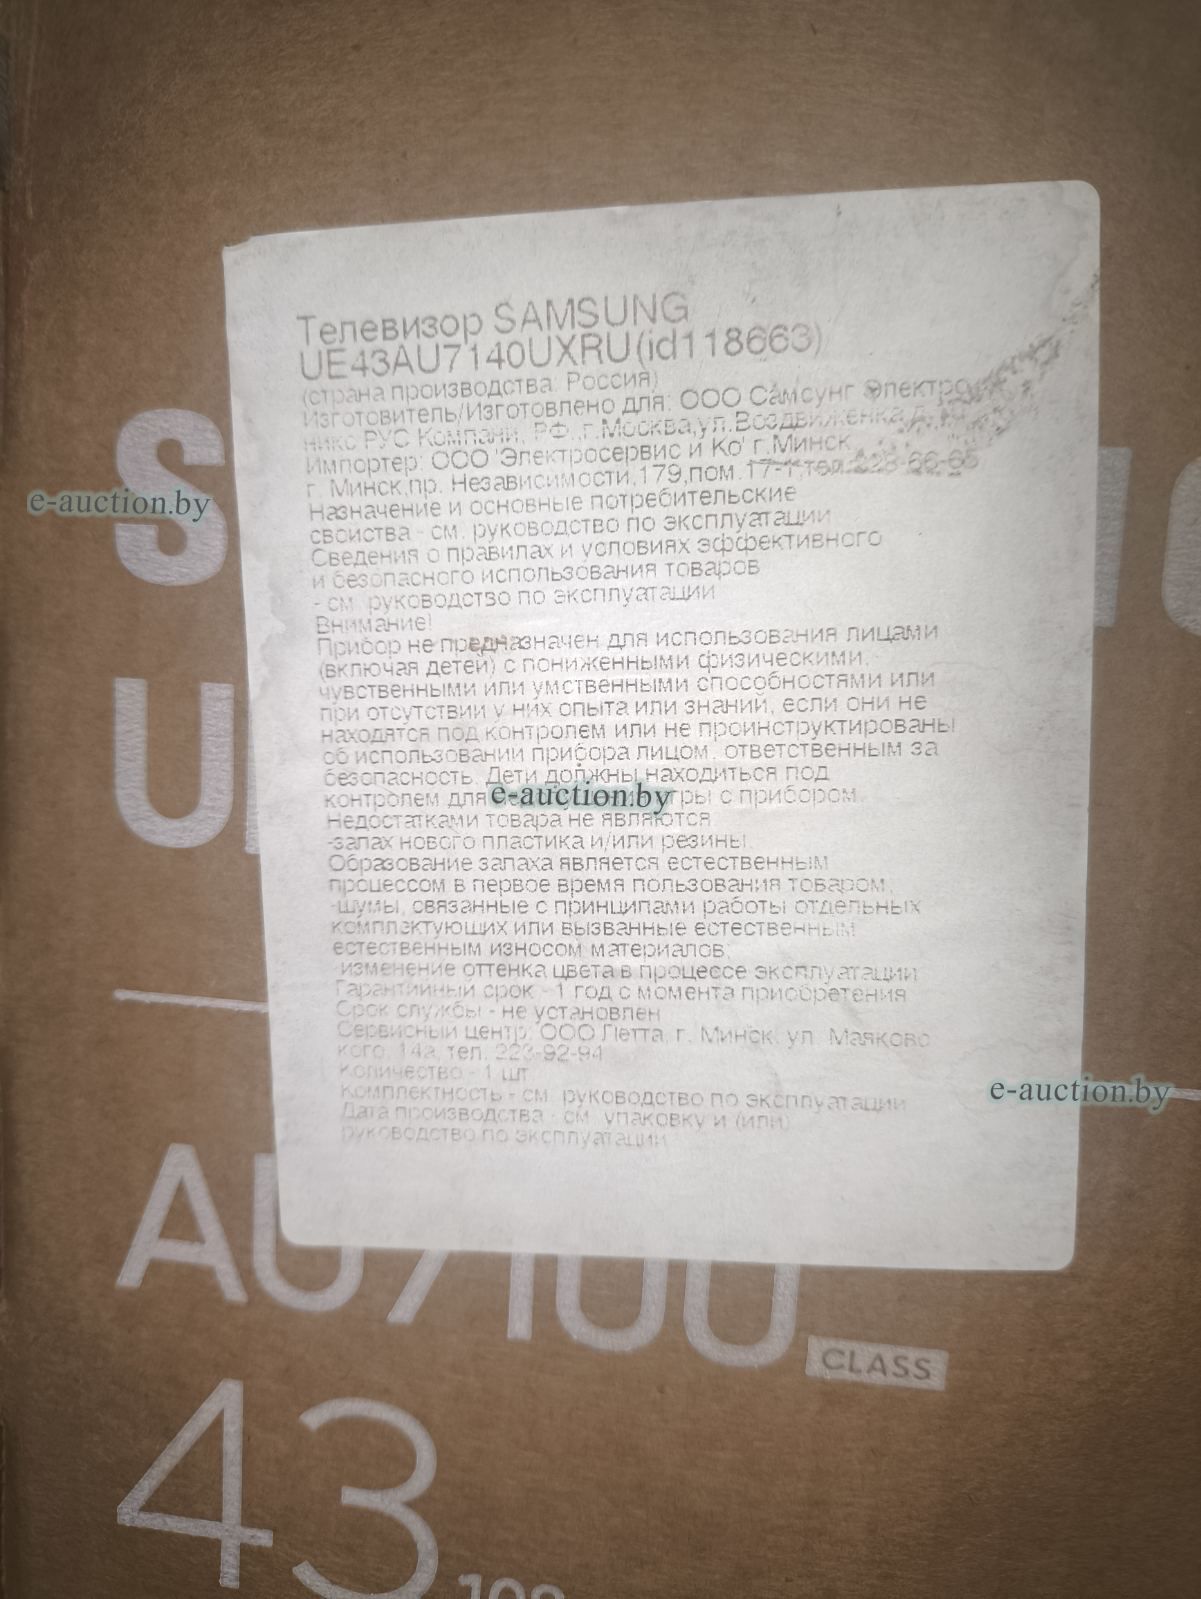 Телевизор SAMSUNG
UE43AU7140UXRU(id118663)
(страна производства: Россия)
Изготовитель/Изготовлено для: ООО Самсунг Электро
никс РУС Компани, РФ.,г.Москва,ул.Воздвиженка,д.
Импортер: ООО 'Электросервис и Ко' г.Минск
г. Минск,пр. Независимости,179,пом.17-1,тел.
Назначение и основные потребительские
свойства - см. руководство по эксплуатации
Сведения о правилах и условиях эффективного
и безопасного использования товаров
- см. руководство по эксплуатации
Внимание!
Прибор не предназначен для использования лицами
(включая детей) с пониженными физическими,
чувственными или умственными способностями или
при отсутствии у них опыта или знаний, если они не
находятся под контролем или не проинструктированы
об использовании прибора лицом, ответственным за
безопасность. Дети должны находиться под
контролем для игры с прибором.
Недостатками товара не являются:
-запах нового пластика и/или резины.
Образование запаха является естественным
процессом в первое время пользования товаром;
-шумы, связанные с принципами работы отдельных
комплектующих или вызванные естественным
естественным износом материалов;
-изменение оттенка цвета в процессе эксплуатации
Гарантийный срок - 1 год с момента приобретения
Срок службы - не установлен
Сервисный центр: ООО Летта, г. Минск, ул. Маяковс
кого, 14а, тел. 223-92-94
Количество - 1 шт.
Комплектность - см. руководство по эксплуатации
Дата производства - см. упаковку и (или)
руководство по эксплуатации
e-auction.by
e-auction.by
e-auction.by
S
U
AU7100
CLASS
43
108